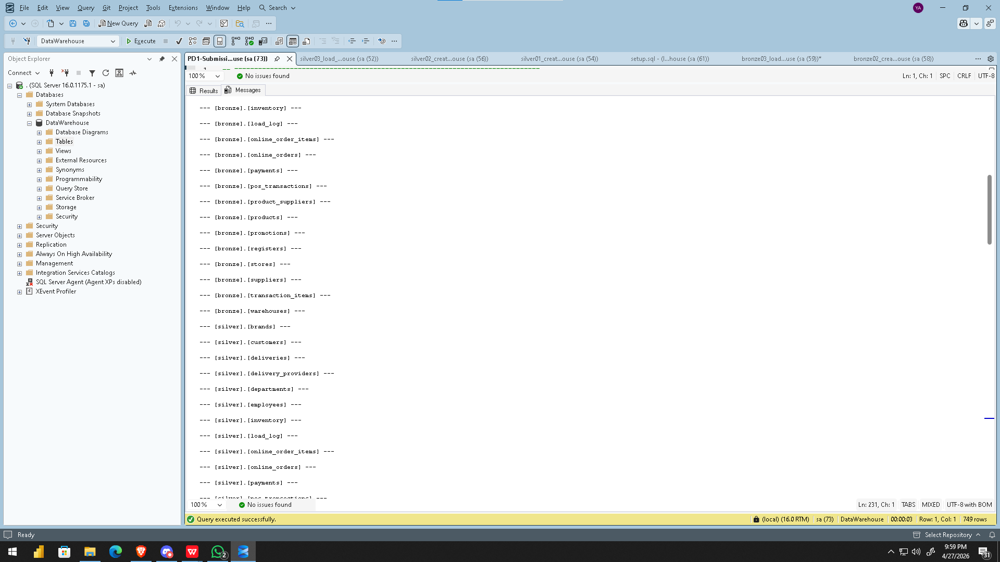 File Edit View Query Git Project Tools Extensions Window Help Search YA
New Query DAX
DataWarehouse Execute
Object Explorer
Connect
. (SQL Server 16.0.1175.1 - sa)
Databases
System Databases
Database Snapshots
DataWarehouse
Database Diagrams
Tables
Views
External Resources
Synonyms
Programmability
Query Store
Service Broker
Storage
Security
Security
Server Objects
Replication
Always On High Availability
Management
Integration Services Catalogs
SQL Server Agent (Agent XPs disabled)
XEvent Profiler
PD1-Submissi...use (sa (73)) silver03_load_...ouse (sa (52)) silver02_creat...ouse (sa (56)) silver01_creat...ouse (sa (54)) setup.sql - (l...house (sa (61)) bronze03_load...use (sa (59))* bronze02_crea...ouse (sa (58))
100 % No issues found Ln: 1, Ch: 1 SPC CRLF UTF-8
Results Messages
--- [bronze].[inventory] ---
--- [bronze].[load_log] ---
--- [bronze].[online_order_items] ---
--- [bronze].[online_orders] ---
--- [bronze].[payments] ---
--- [bronze].[pos_transactions] ---
--- [bronze].[product_suppliers] ---
--- [bronze].[products] ---
--- [bronze].[promotions] ---
--- [bronze].[registers] ---
--- [bronze].[stores] ---
--- [bronze].[suppliers] ---
--- [bronze].[transaction_items] ---
--- [bronze].[warehouses] ---
--- [silver].[brands] ---
--- [silver].[customers] ---
--- [silver].[deliveries] ---
--- [silver].[delivery_providers] ---
--- [silver].[departments] ---
--- [silver].[employees] ---
--- [silver].[inventory] ---
--- [silver].[load_log] ---
--- [silver].[online_order_items] ---
--- [silver].[online_orders] ---
--- [silver].[payments] ---
--- [silver].[pos_transactions] ---
100 % No issues found Ln: 231, Ch: 1 TABS MIXED UTF-8 with BOM
Query executed successfully. (local) (16.0 RTM) sa (73) DataWarehouse 00:00:03 Row: 1, Col: 1 749 rows
Ready Select Repository
2
9:59 PM
4/27/2026
31